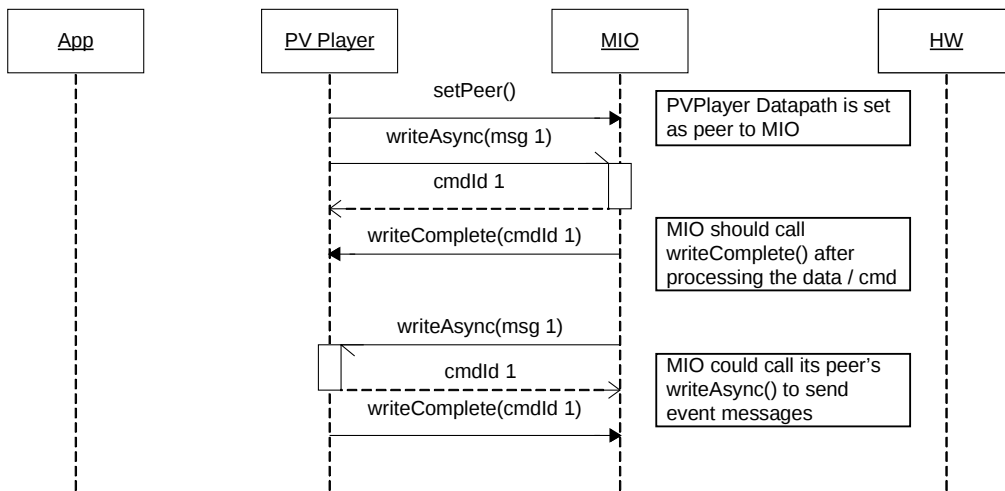 App
PV Player
MIO
HW
setPeer()
PVPlayer Datapath is set
as peer to MIO
writeAsync(msg 1)
cmdId 1
writeComplete(cmdId 1)
MIO should call
writeComplete() after
processing the data / cmd
writeAsync(msg 1)
cmdId 1
MIO could call its peer's
writeAsync() to send
event messages
writeComplete(cmdId 1)